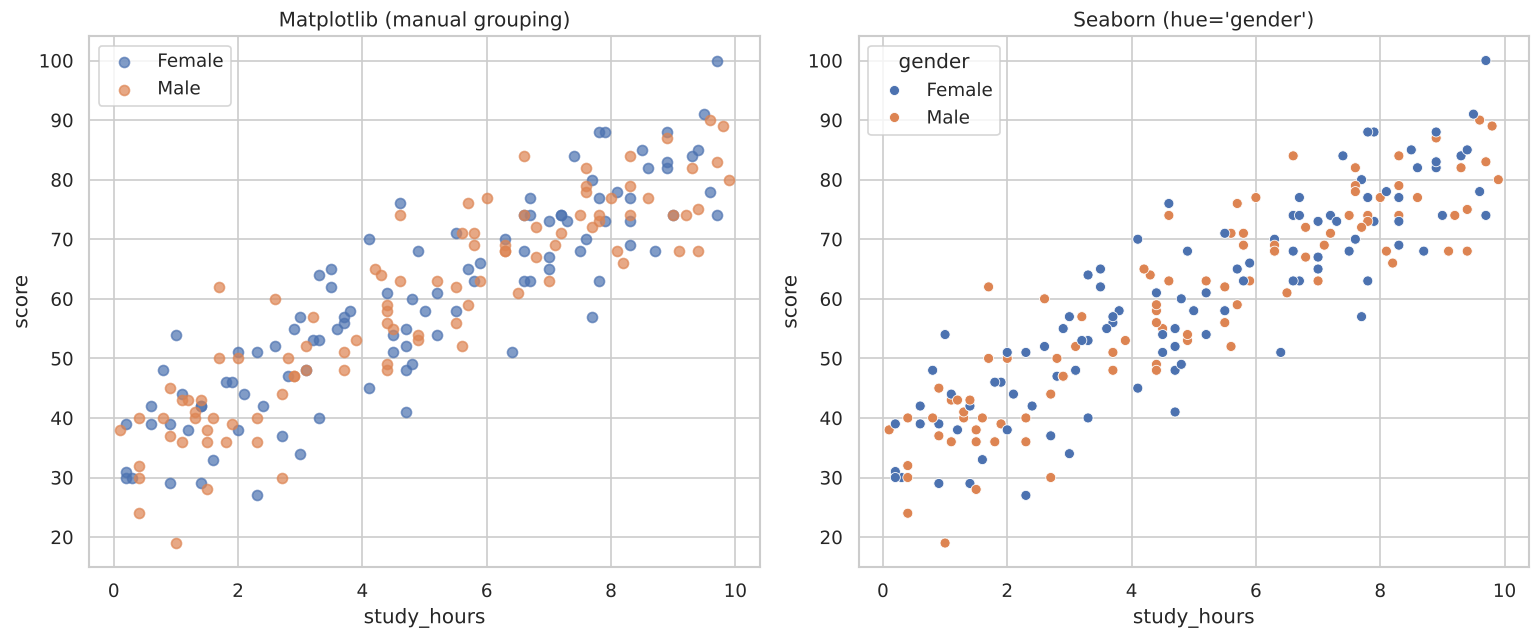 Matplotlib (manual grouping)
Female
Male
100
90
80
70
60
50
40
30
20
score
0 2 4 6 8 10
study_hours
Seaborn (hue='gender')
gender
Female
Male
100
90
80
70
60
50
40
30
20
score
0 2 4 6 8 10
study_hours